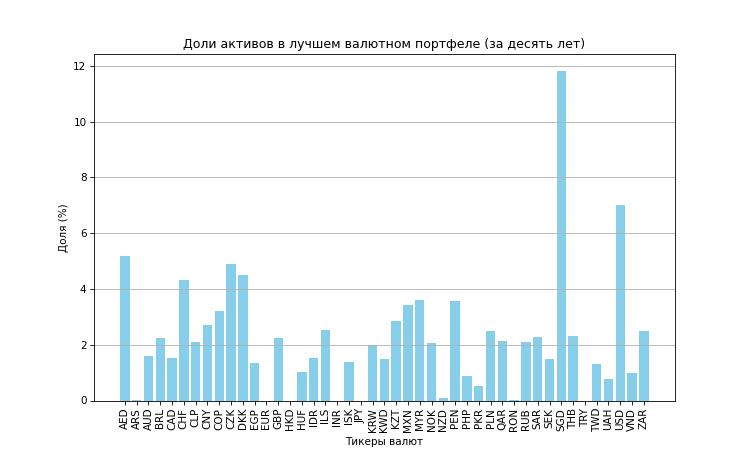 Доли активов в лучшем валютном портфеле (за десять лет)
Доля (%)
12
10
8
6
4
2
0
AED
ARS
AUD
BRL
CAD
CHF
CLP
CNY
COP
CZK
DKK
EGP
EUR
GBP
HKD
HUF
IDR
ILS
INR
ISK
JPY
KRW
KWD
KZT
MXN
MYR
NOK
NZD
PEN
PHP
PKR
PLN
QAR
RON
RUB
SAR
SEK
SGD
THB
TRY
TWD
UAH
USD
VND
ZAR
Тикеры валют